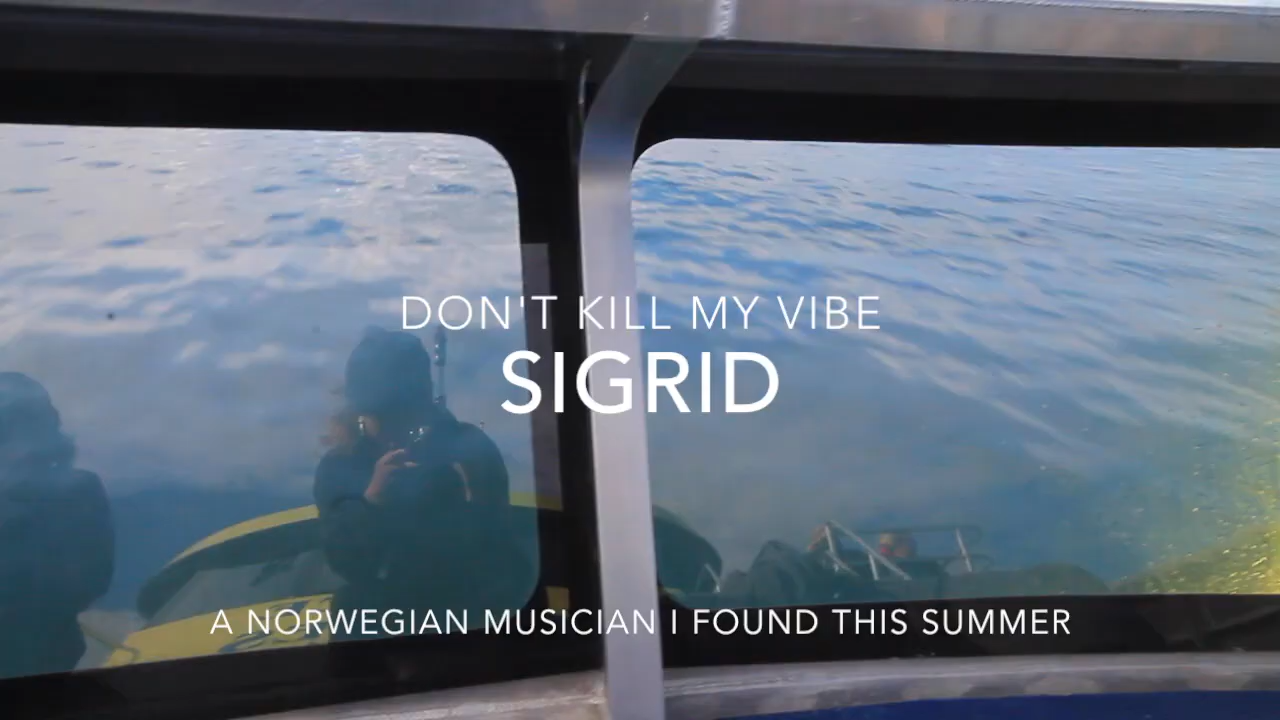 DON'T KILL MY VIBE
SIGRID
A NORWEGIAN MUSICIAN I FOUND THIS SUMMER